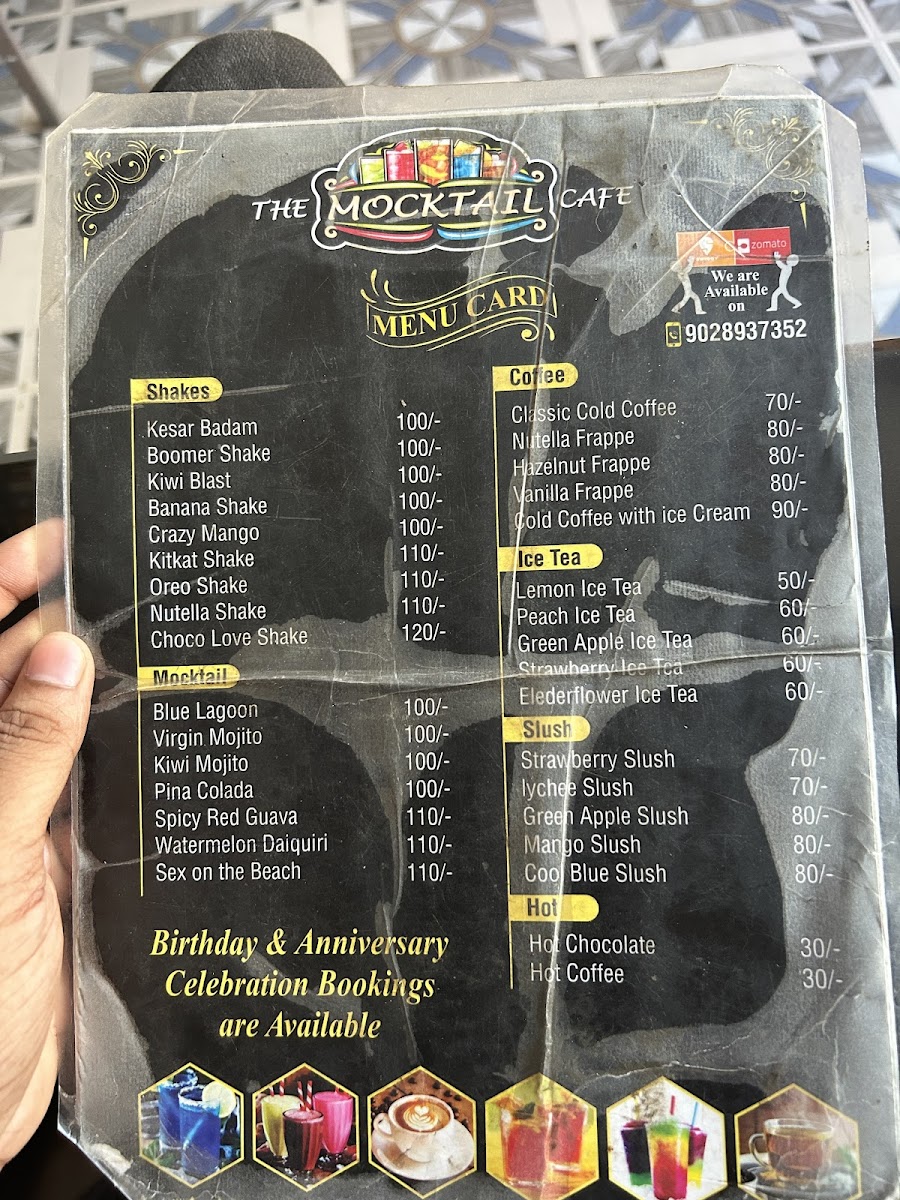 THE MOCKTAIL CAFE
MENU CARD
zomato
We are
Available
on
9028937352
Shakes
Kesar Badam 100/-
Boomer Shake 100/-
Kiwi Blast 100/-
Banana Shake 100/-
Crazy Mango 100/-
Kitkat Shake 110/-
Oreo Shake 110/-
Nutella Shake 110/-
Choco Love Shake 120/-
Mocktail
Blue Lagoon 100/-
Virgin Mojito 100/-
Kiwi Mojito 100/-
Pina Colada 100/-
Spicy Red Guava 110/-
Watermelon Daiquiri 110/-
Sex on the Beach 110/-
Birthday & Anniversary
Celebration Bookings
are Available
Coffee
Classic Cold Coffee 70/-
Nutella Frappe 80/-
Hazelnut Frappe 80/-
Vanilla Frappe 80/-
Cold Coffee with ice Cream 90/-
Ice Tea
Lemon Ice Tea 50/-
Peach Ice Tea 60/-
Green Apple Ice Tea 60/-
Strawberry Ice Tea 60/-
Elederflower Ice Tea 60/-
Slush
Strawberry Slush 70/-
lychee Slush 70/-
Green Apple Slush 80/-
Mango Slush 80/-
Cool Blue Slush 80/-
Hot
Hot Chocolate 30/-
Hot Coffee 30/-